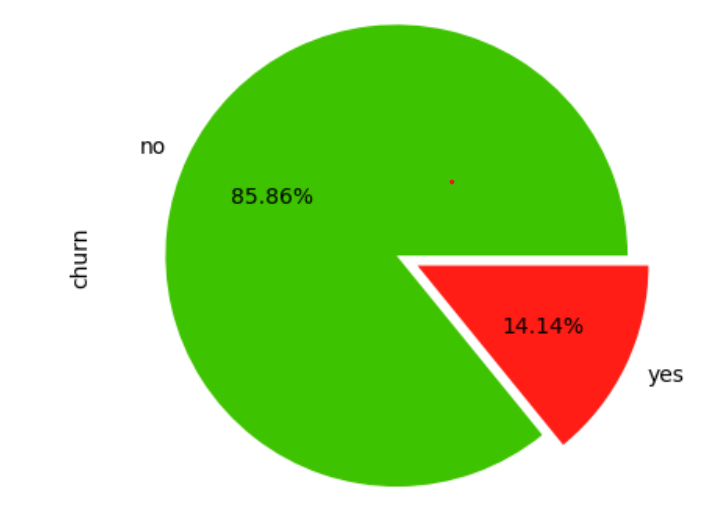 no
85.86%
churn
14.14%
yes